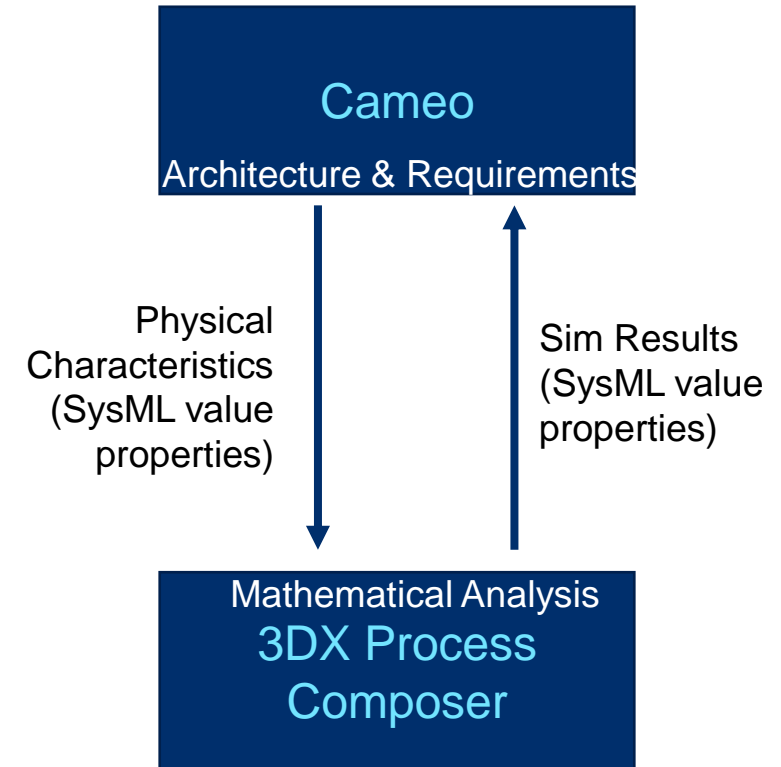 Cameo
Architecture & Requirements
Physical
Characteristics
(SysML value
properties)
Sim Results
(SysML value
properties)
Mathematical Analysis
3DX Process
Composer